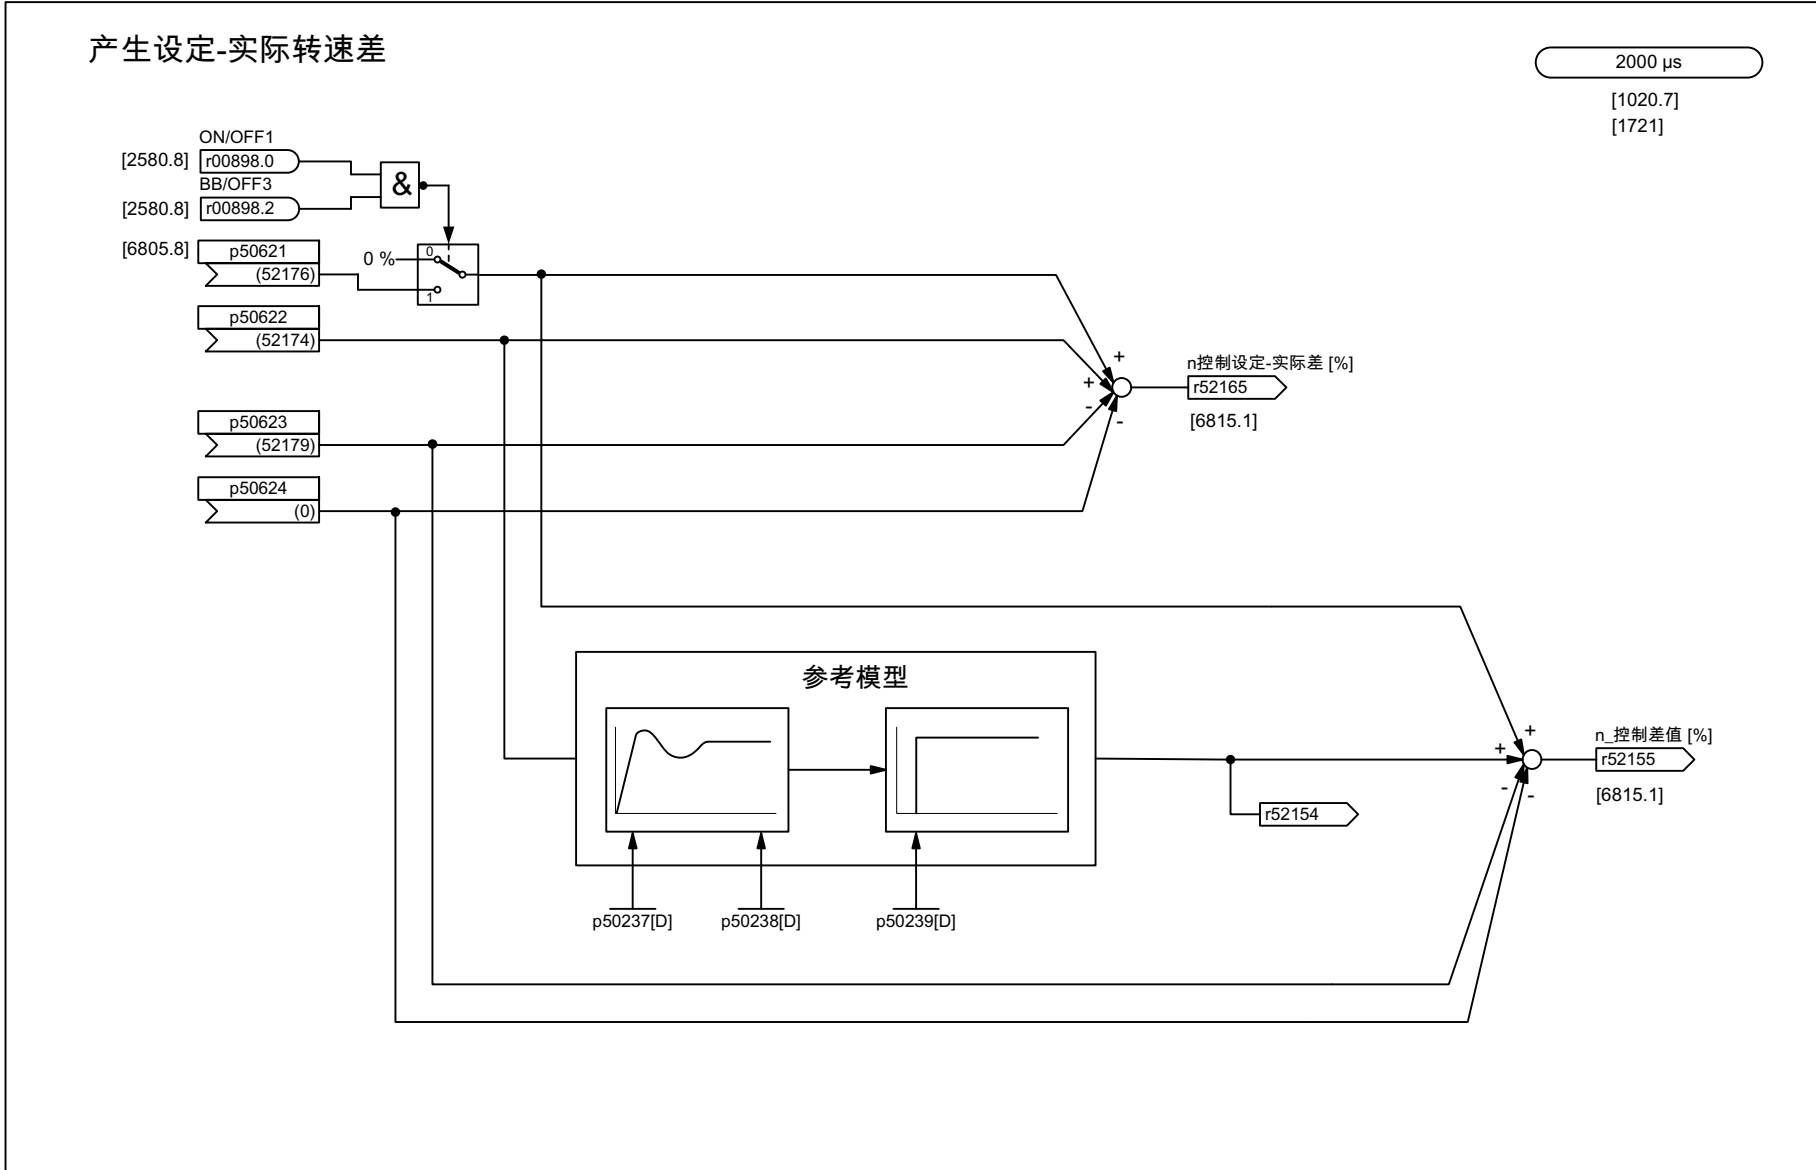 产生设定-实际转速差
2000 µs
[1020.7]
[1721]
ON/OFF1
[2580.8] r00898.0
BB/OFF3
[2580.8] r00898.2
&
[6805.8] p50621
(52176)
0 %
0
1
p50622
(52174)
p50623
(52179)
p50624
(0)
+
+
-
-
n控制设定-实际差 [%]
r52165
[6815.1]
参考模型
p50237[D]
p50238[D]
p50239[D]
r52154
+
+
-
-
n_控制差值 [%]
r52155
[6815.1]